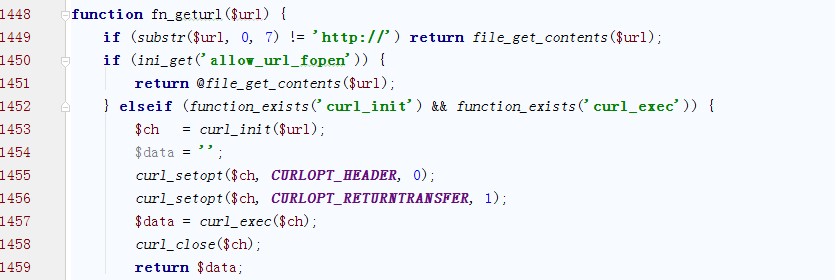 1448 function fn_geturl($url) {
1449     if (substr($url, 0, 7) != 'http://') return file_get_contents($url);
1450     if (ini_get('allow_url_fopen')) {
1451         return @file_get_contents($url);
1452     } elseif (function_exists('curl_init') && function_exists('curl_exec')) {
1453         $ch   = curl_init($url);
1454         $data = '';
1455         curl_setopt($ch, CURLOPT_HEADER, 0);
1456         curl_setopt($ch, CURLOPT_RETURNTRANSFER, 1);
1457         $data = curl_exec($ch);
1458         curl_close($ch);
1459         return $data;